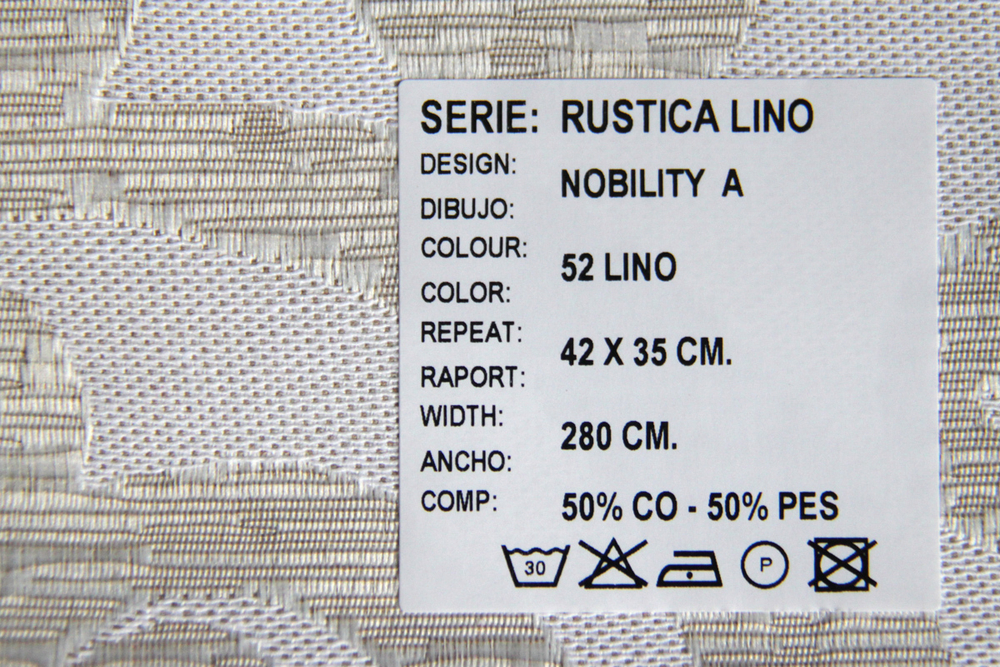 SERIE: RUSTICA LINO
DESIGN:
NOBILITY A
DIBUJO:
COLOUR:
52 LINO
COLOR:
REPEAT:
42 X 35 CM.
RAPORT:
WIDTH:
280 CM.
ANCHO:
COMP: 50% CO - 50% PES
30 P